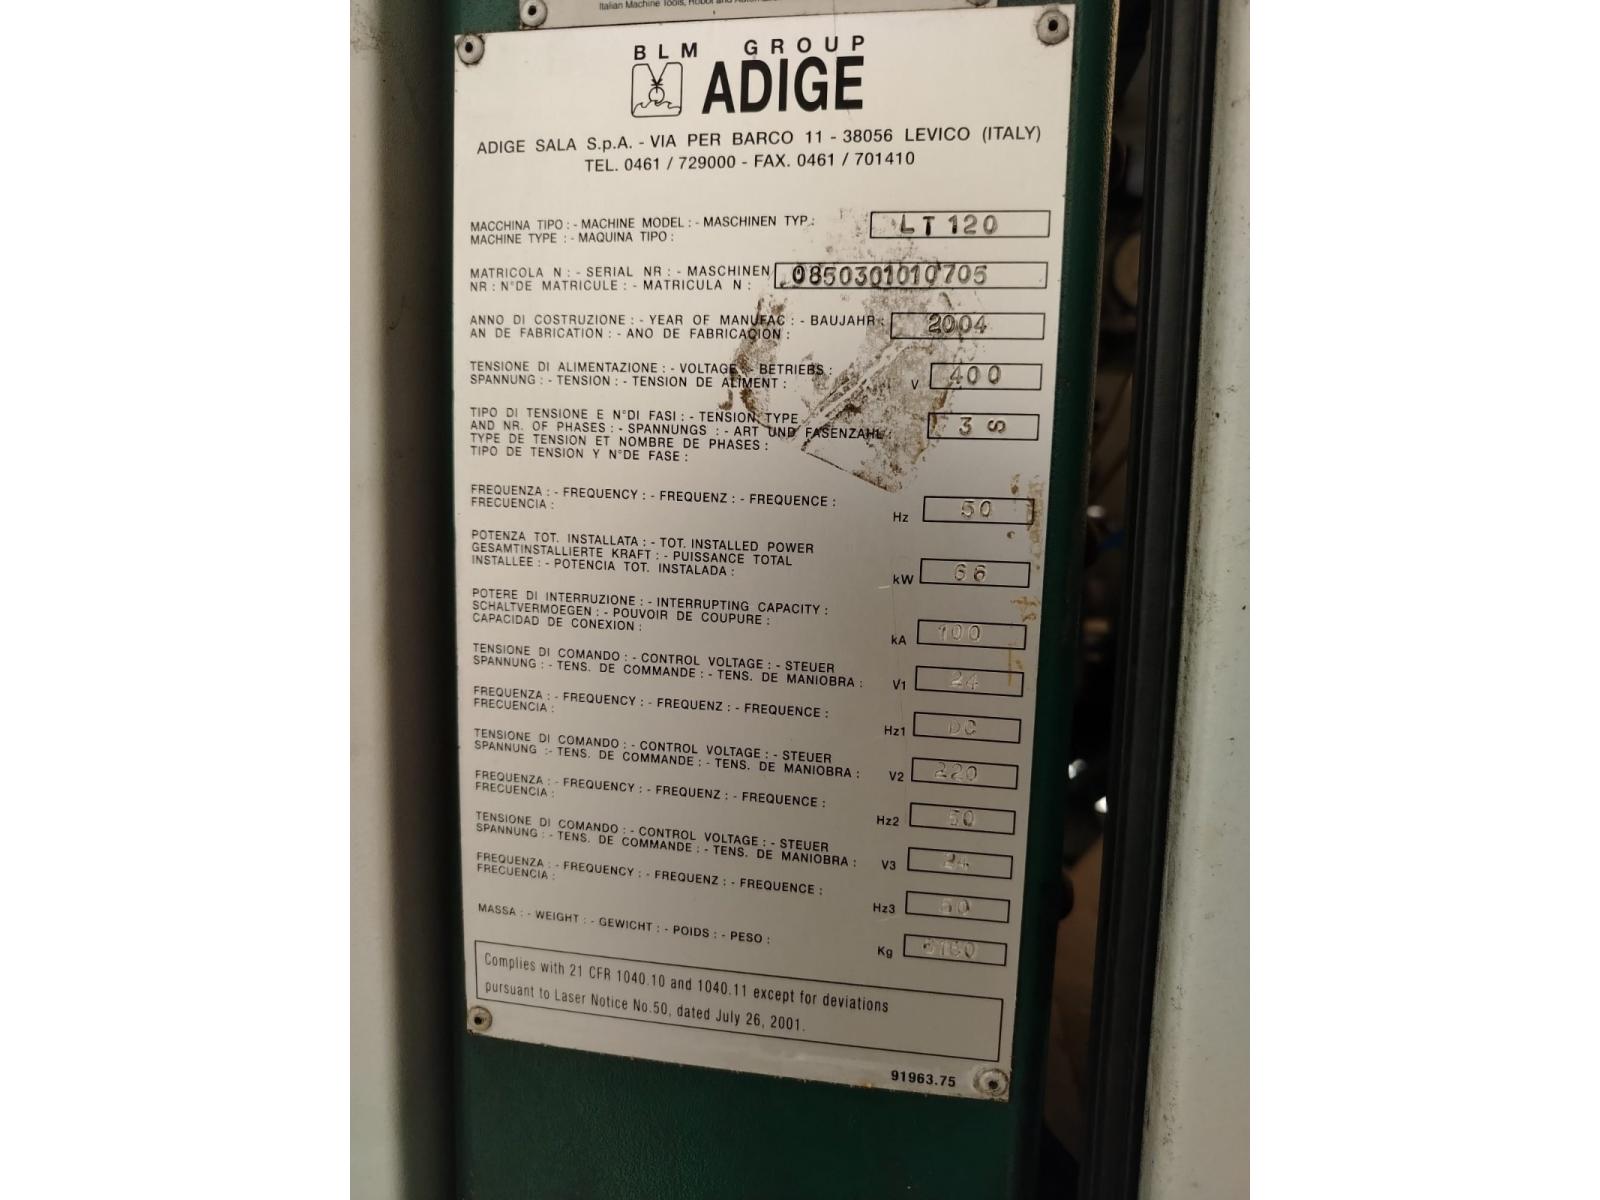 Italian Machine Tools, Robot and
BLM GROUP
ADIGE
ADIGE SALA S.p.A. - VIA PER BARCO 11 - 38056 LEVICO (ITALY)
TEL. 0461 / 729000 - FAX. 0461 / 701410
MACCHINA TIPO : - MACHINE MODEL : - MASCHINEN TYP : LT 120
MACHINE TYPE : - MAQUINA TIPO :
MATRICOLA N : - SERIAL NR : - MASCHINEN 0850301010705
NR : N°DE MATRICULE : - MATRICULA N :
ANNO DI COSTRUZIONE : - YEAR OF MANUFAC : - BAUJAHR : 2004
AN DE FABRICATION : - ANO DE FABRICACION :
TENSIONE DI ALIMENTAZIONE : - VOLTAGE - BETRIEBS :
SPANNUNG : - TENSION : - TENSION DE ALIMENT : V 400
TIPO DI TENSIONE E N°DI FASI : - TENSION TYPE
AND NR. OF PHASES : - SPANNUNGS : - ART UND FASENZAHL : 3 S
TYPE DE TENSION ET NOMBRE DE PHASES :
TIPO DE TENSION Y N°DE FASE :
FREQUENZA : - FREQUENCY : - FREQUENZ : - FREQUENCE :
FRECUENCIA : Hz 50
POTENZA TOT. INSTALLATA : - TOT. INSTALLED POWER
GESAMTINSTALLIERTE KRAFT : - PUISSANCE TOTAL
INSTALLEE : - POTENCIA TOT. INSTALADA : kW 66
POTERE DI INTERRUZIONE : - INTERRUPTING CAPACITY :
SCHALTVERMOEGEN : - POUVOIR DE COUPURE :
CAPACIDAD DE CONEXION : kA 100
TENSIONE DI COMANDO : - CONTROL VOLTAGE : - STEUER
SPANNUNG : - TENS. DE COMMANDE : - TENS. DE MANIOBRA : V1 24
FREQUENZA : - FREQUENCY : - FREQUENZ : - FREQUENCE :
FRECUENCIA : Hz1 DC
TENSIONE DI COMANDO : - CONTROL VOLTAGE : - STEUER
SPANNUNG :- TENS. DE COMMANDE : - TENS. DE MANIOBRA : V2 220
FREQUENZA : - FREQUENCY : - FREQUENZ : - FREQUENCE :
FRECUENCIA : Hz2 50
TENSIONE DI COMANDO : - CONTROL VOLTAGE : - STEUER
SPANNUNG : - TENS. DE COMMANDE : - TENS. DE MANIOBRA : V3 24
FREQUENZA : - FREQUENCY : - FREQUENZ : - FREQUENCE :
FRECUENCIA : Hz3 50
MASSA : - WEIGHT : - GEWICHT : - POIDS : - PESO : Kg
Complies with 21 CFR 1040.10 and 1040.11 except for deviations
pursuant to Laser Notice No.50, dated July 26, 2001.
91963.75